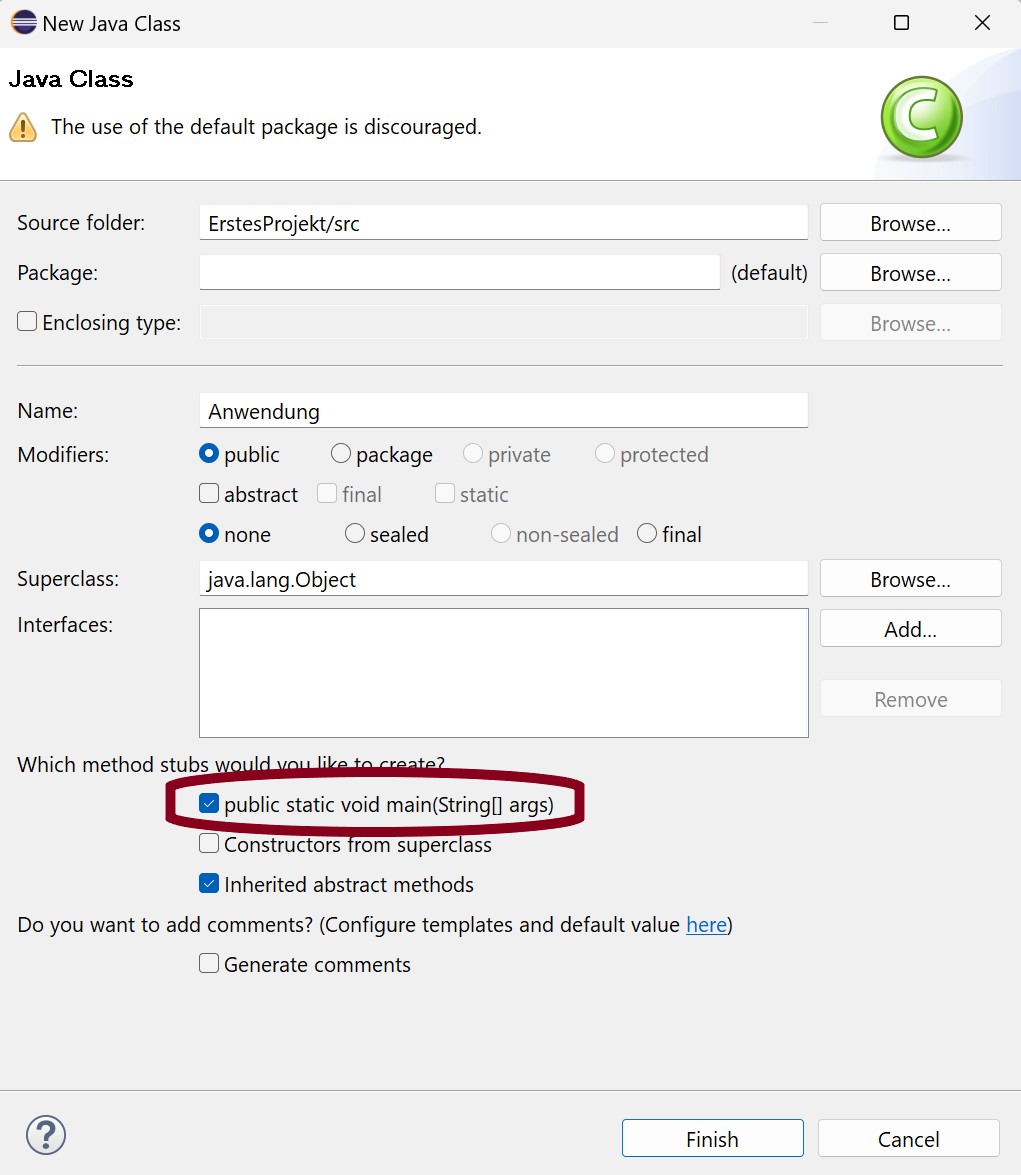 New Java Class
Java Class
The use of the default package is discouraged.
C
Source folder: ErstesProjekt/src Browse...
Package: (default) Browse...
Enclosing type: Browse...
Name: Anwendung
Modifiers: public package private protected
abstract final static
none sealed non-sealed final
Superclass: java.lang.Object Browse...
Interfaces: Add...
Remove
Which method stubs would you like to create?
public static void main(String[] args)
Constructors from superclass
Inherited abstract methods
Do you want to add comments? (Configure templates and default value here)
Generate comments
? Finish Cancel